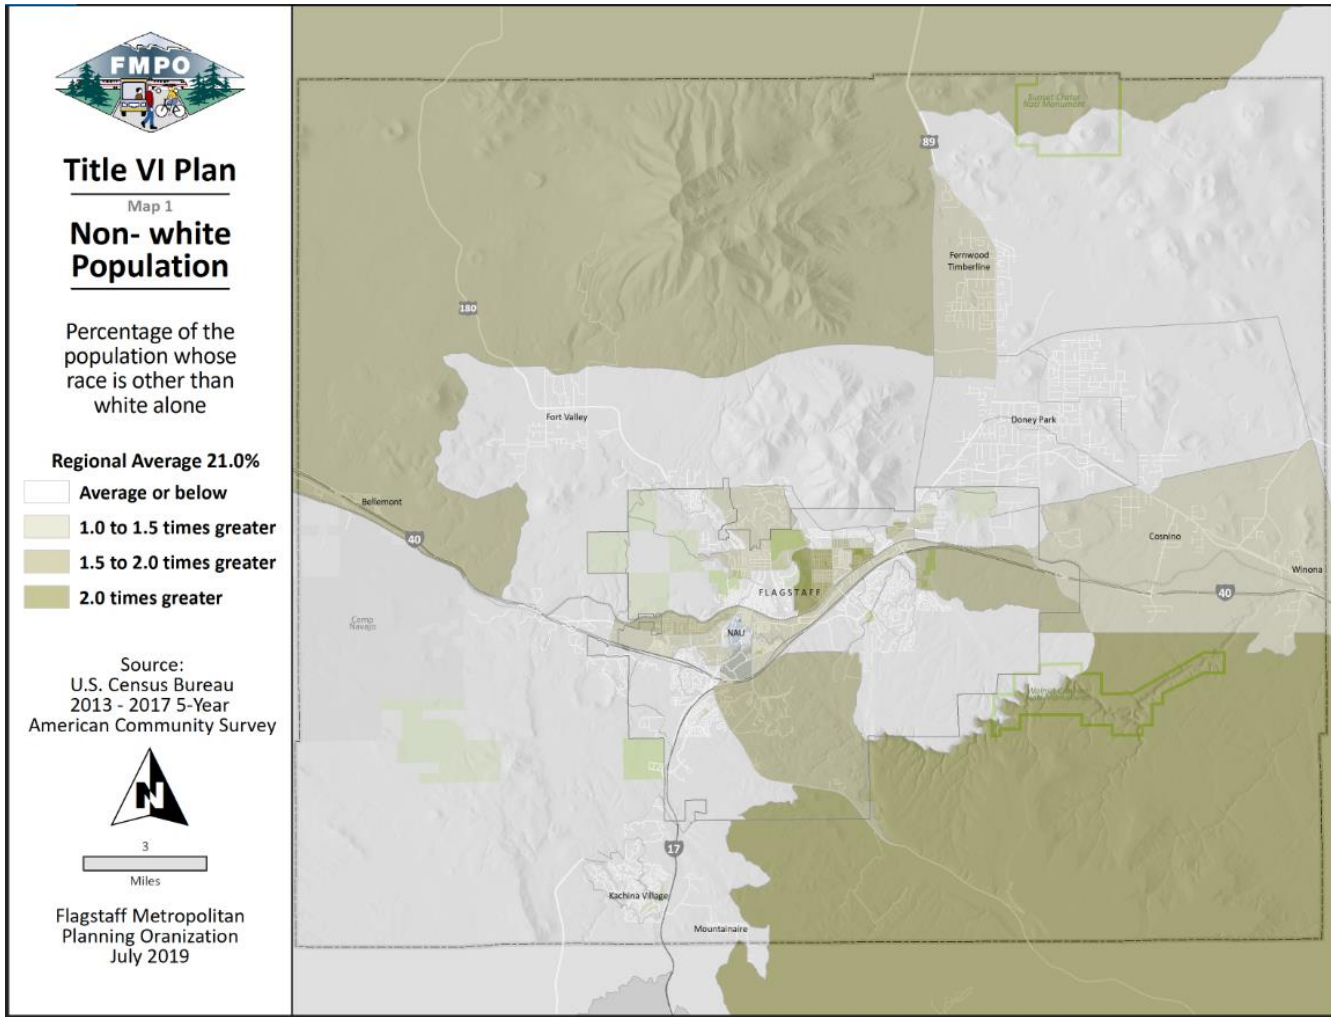 FMPO
Title VI Plan
Map 1
Non- white
Population
Percentage of the
population whose
race is other than
white alone
Regional Average 21.0%
Average or below
1.0 to 1.5 times greater
1.5 to 2.0 times greater
2.0 times greater
Source:
U.S. Census Bureau
2013 - 2017 5-Year
American Community Survey
N
3
Miles
Flagstaff Metropolitan
Planning Oranization
July 2019
Sunset Crater
Natl Monument
89
Fernwood
Timberline
180
Fort Valley
Doney Park
Bellemont
40
Cosnino
Winona
FLAGSTAFF
40
Camp
Navajo
NAU
17
Kachina Village
Mountainaire